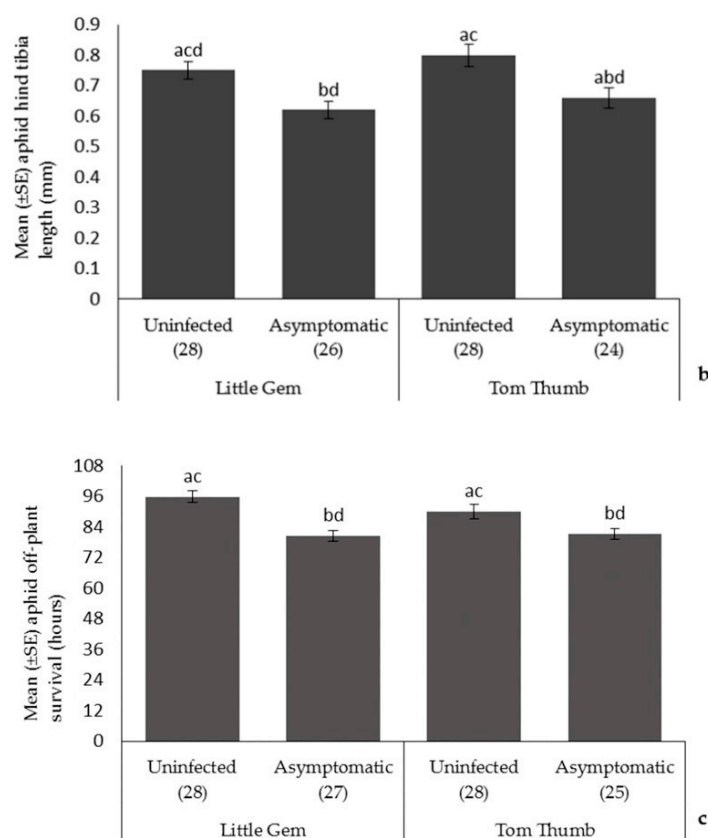 0.9
0.8
0.7
0.6
0.5
0.4
0.3
0.2
0.1
0
Mean (±SE) aphid hind tibia
length (mm)
acd
bd
ac
abd
Uninfected
(28)
Asymptomatic
(26)
Uninfected
(28)
Asymptomatic
(24)
Little Gem
Tom Thumb
b
108
96
84
72
60
48
36
24
12
0
Mean (±SE) aphid off-plant
survival (hours)
ac
bd
ac
bd
Uninfected
(28)
Asymptomatic
(27)
Uninfected
(28)
Asymptomatic
(25)
Little Gem
Tom Thumb
c